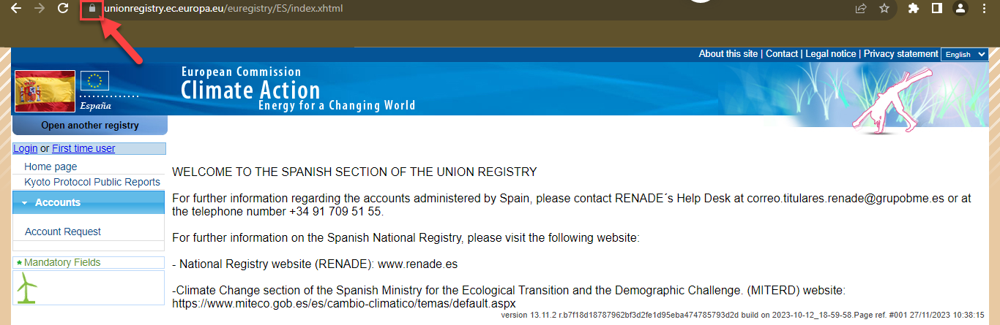 unionregistry.ec.europa.eu/euregistry/ES/index.xhtml
About this site | Contact | Legal notice | Privacy statement English
European Commission
Climate Action
Energy for a Changing World
España
Open another registry
Login or First time user
Home page
Kyoto Protocol Public Reports
Accounts
Account Request
Mandatory Fields
WELCOME TO THE SPANISH SECTION OF THE UNION REGISTRY
For further information regarding the accounts administered by Spain, please contact RENADE´s Help Desk at correo.titulares.renade@grupobme.es or at
the telephone number +34 91 709 51 55.
For further information on the Spanish National Registry, please visit the following website:
- National Registry website (RENADE): www.renade.es
-Climate Change section of the Spanish Ministry for the Ecological Transition and the Demographic Challenge. (MITERD) website:
https://www.miteco.gob.es/es/cambio-climatico/temas/default.aspx
version 13.11.2 r.b7f18d18787962bf3d2fe1d95eba474785793d2d build on 2023-10-12_18-59-58.Page ref. #001 27/11/2023 10:38:15